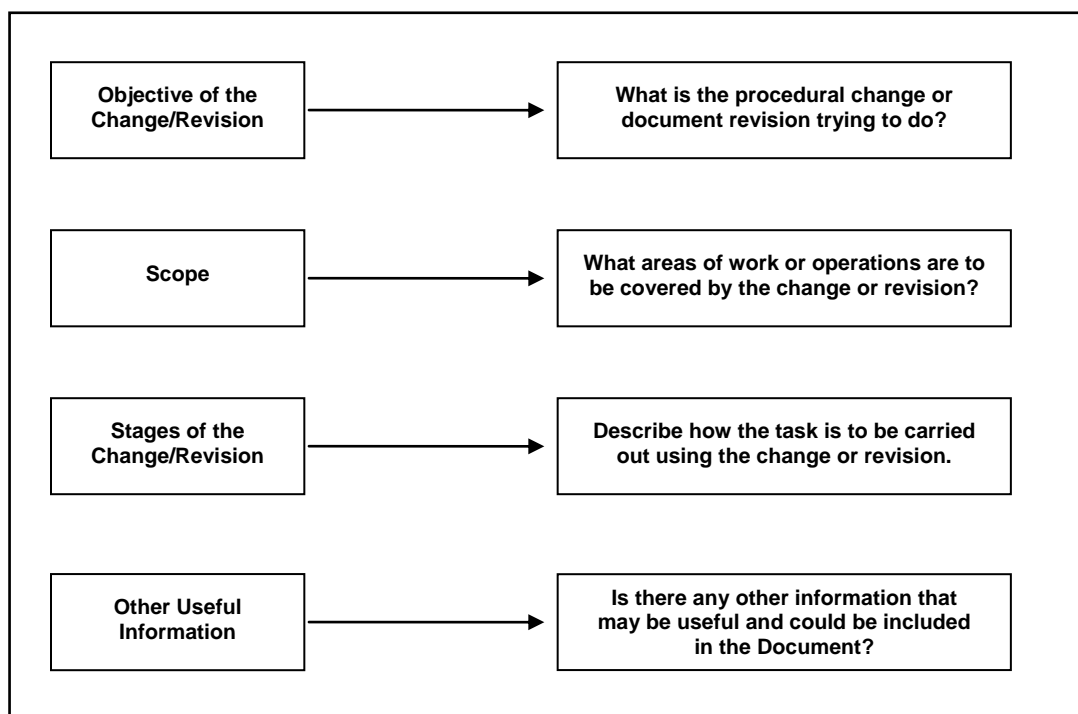 Objective of the
Change/Revision
What is the procedural change or
document revision trying to do?
Scope
What areas of work or operations are to
be covered by the change or revision?
Stages of the
Change/Revision
Describe how the task is to be carried
out using the change or revision.
Other Useful
Information
Is there any other information that
may be useful and could be included
in the Document?